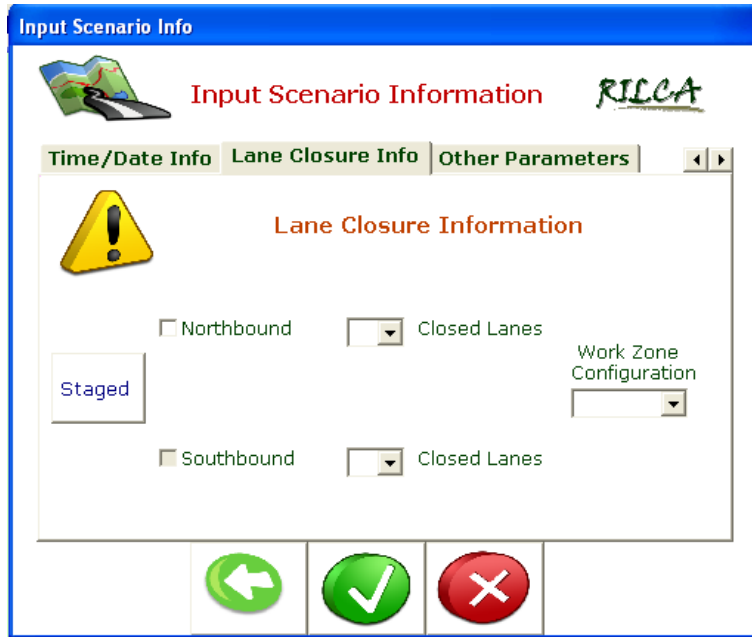 Input Scenario Info
Input Scenario Information
RILCA
Time/Date Info Lane Closure Info Other Parameters
Lane Closure Information
Northbound Closed Lanes
Work Zone
Configuration
Staged
Southbound Closed Lanes